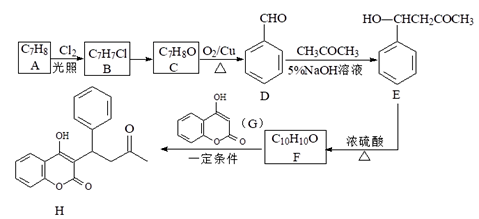 C₇H₈ Cl₂ C₇H₇Cl C₇H₈O O₂/Cu CHO CH₃COCH₃ HO CH₂COCH₃
A 光照 B C △ D 5%NaOH溶液 E
OH
O O （G） C₁₀H₁₀O 浓硫酸
一定条件 F △
OH O
O O
H